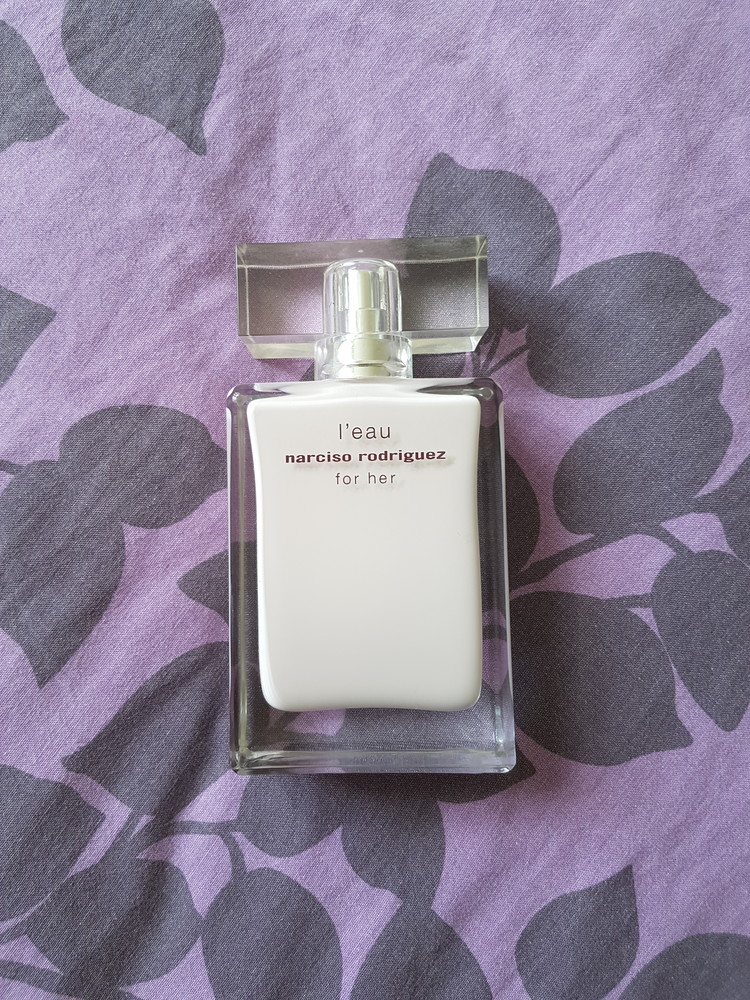 l'eau
narciso rodriguez
for her